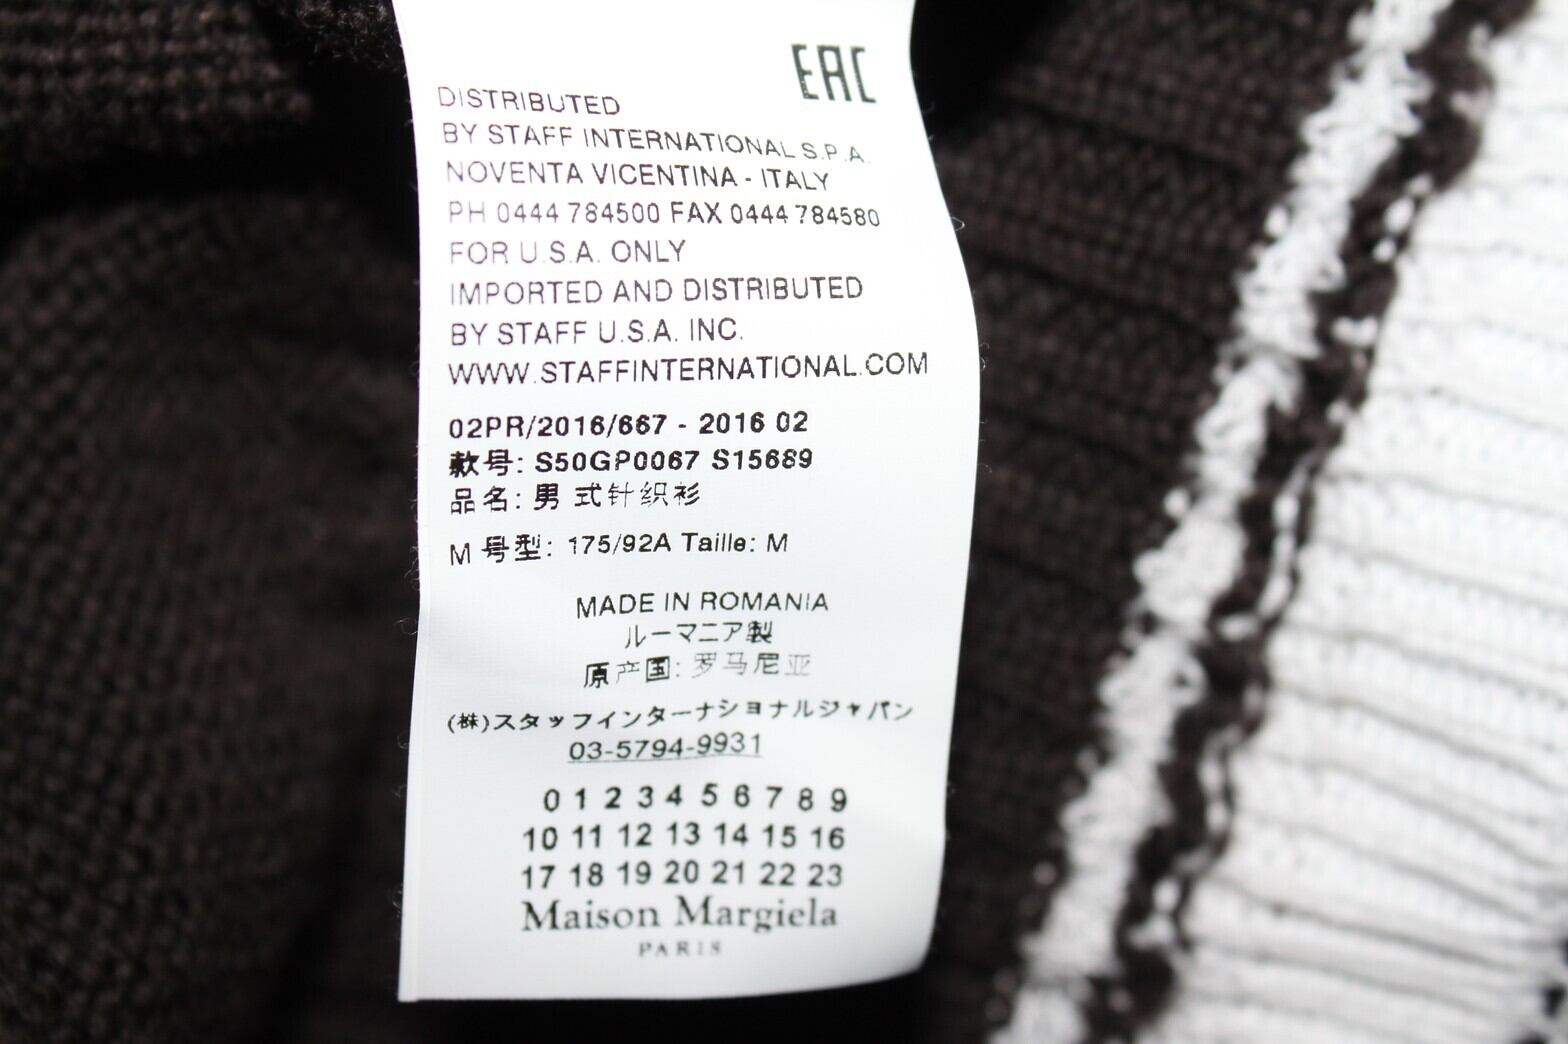 EAC
DISTRIBUTED
BY STAFF INTERNATIONAL S.P.A.
NOVENTA VICENTINA - ITALY
PH 0444 784500 FAX 0444 784580
FOR U.S.A. ONLY
IMPORTED AND DISTRIBUTED
BY STAFF U.S.A. INC.
WWW.STAFFINTERNATIONAL.COM
02PR/2016/667 - 2016 02
款号: S50GP0067 S15689
品名: 男 式针织衫
M 号型: 175/92A Taille: M
MADE IN ROMANIA
ルーマニア製
原产国: 罗马尼亚
(株)スタッフインターナショナルジャパン
03-5794-9931
0 1 2 3 4 5 6 7 8 9
10 11 12 13 14 15 16
17 18 19 20 21 22 23
Maison Margiela
PARIS